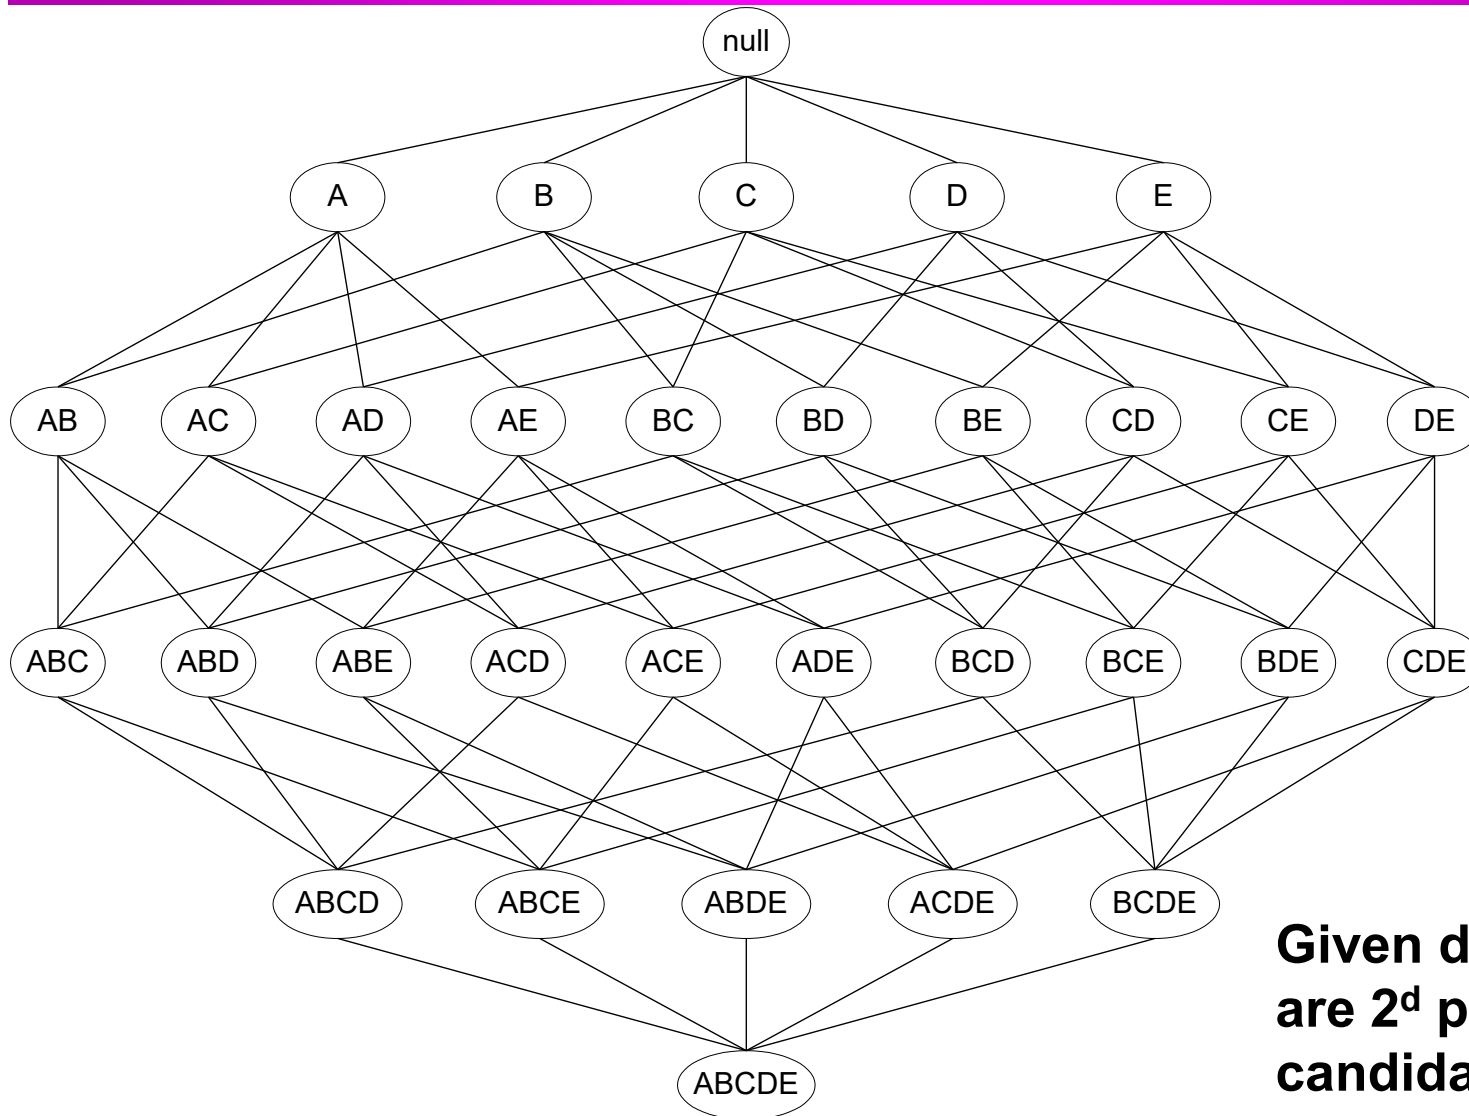 null
A B C D E
AB AC AD AE BC BD BE CD CE DE
ABC ABD ABE ACD ACE ADE BCD BCE BDE CDE
ABCD ABCE ABDE ACDE BCDE
ABCDE
Given d
are 2ᵈ p
candida